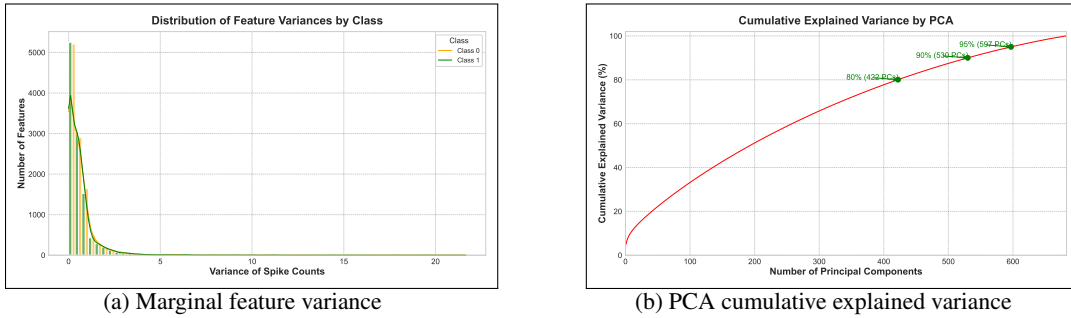 Distribution of Feature Variances by Class
Class
Class 0
Class 1
Number of Features
5000
4000
3000
2000
1000
0
0 5 10 15 20
Variance of Spike Counts
(a) Marginal feature variance
Cumulative Explained Variance by PCA
Cumulative Explained Variance (%)
100
80
60
40
20
0
95% (597 PCs)
90% (530 PCs)
80% (422 PCs)
0 100 200 300 400 500 600
Number of Principal Components
(b) PCA cumulative explained variance